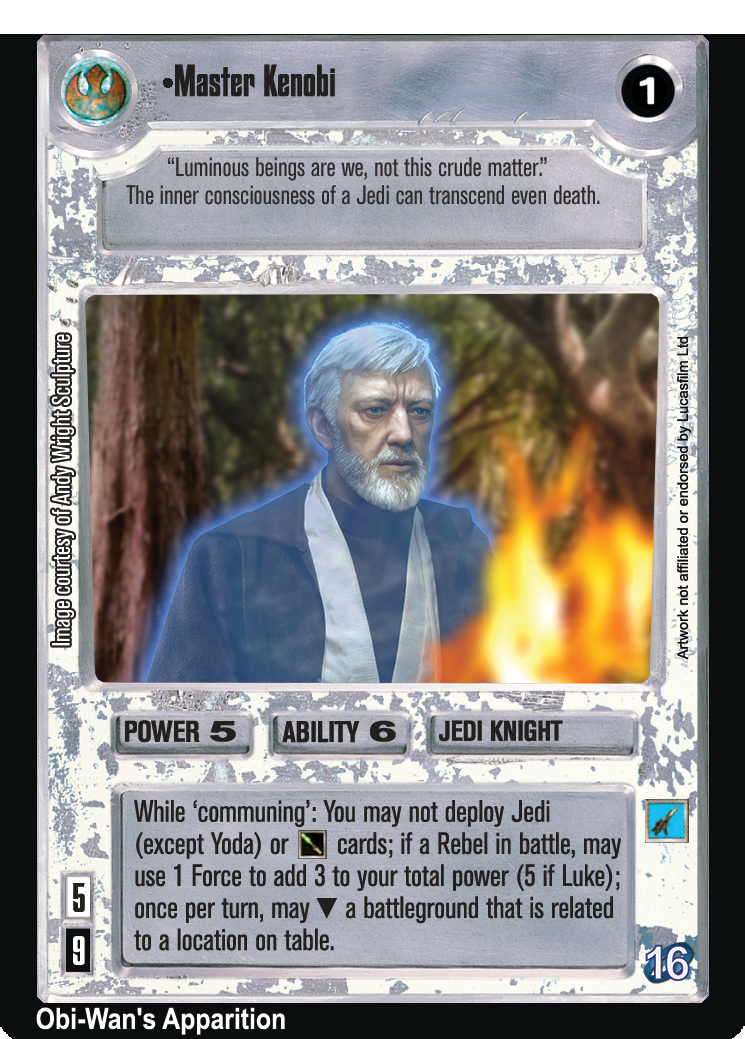 •Master Kenobi
1
“Luminous beings are we, not this crude matter.”
The inner consciousness of a Jedi can transcend even death.
Image courtesy of Andy Wright Sculpture
Artwork not affiliated or endorsed by Lucasfilm Ltd
POWER 5
ABILITY 6
JEDI KNIGHT
While ‘communing’: You may not deploy Jedi
(except Yoda) or cards; if a Rebel in battle, may
use 1 Force to add 3 to your total power (5 if Luke);
once per turn, may ▼ a battleground that is related
to a location on table.
5
9
16
Obi-Wan's Apparition